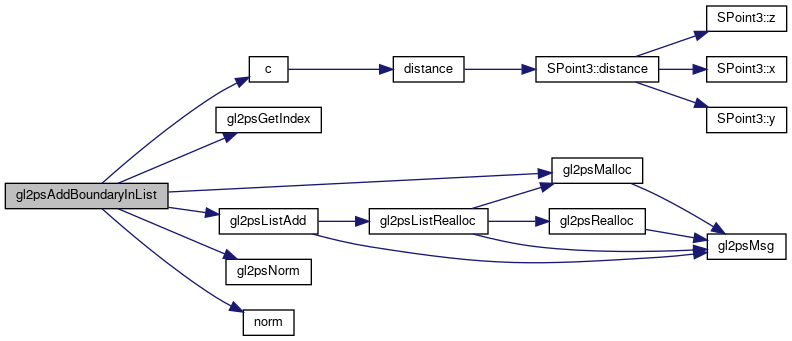 SPoint3::z
c
distance
SPoint3::distance
SPoint3::x
gl2psGetIndex
SPoint3::y
gl2psMalloc
gl2psAddBoundaryInList
gl2psListAdd
gl2psListRealloc
gl2psRealloc
gl2psMsg
gl2psNorm
norm